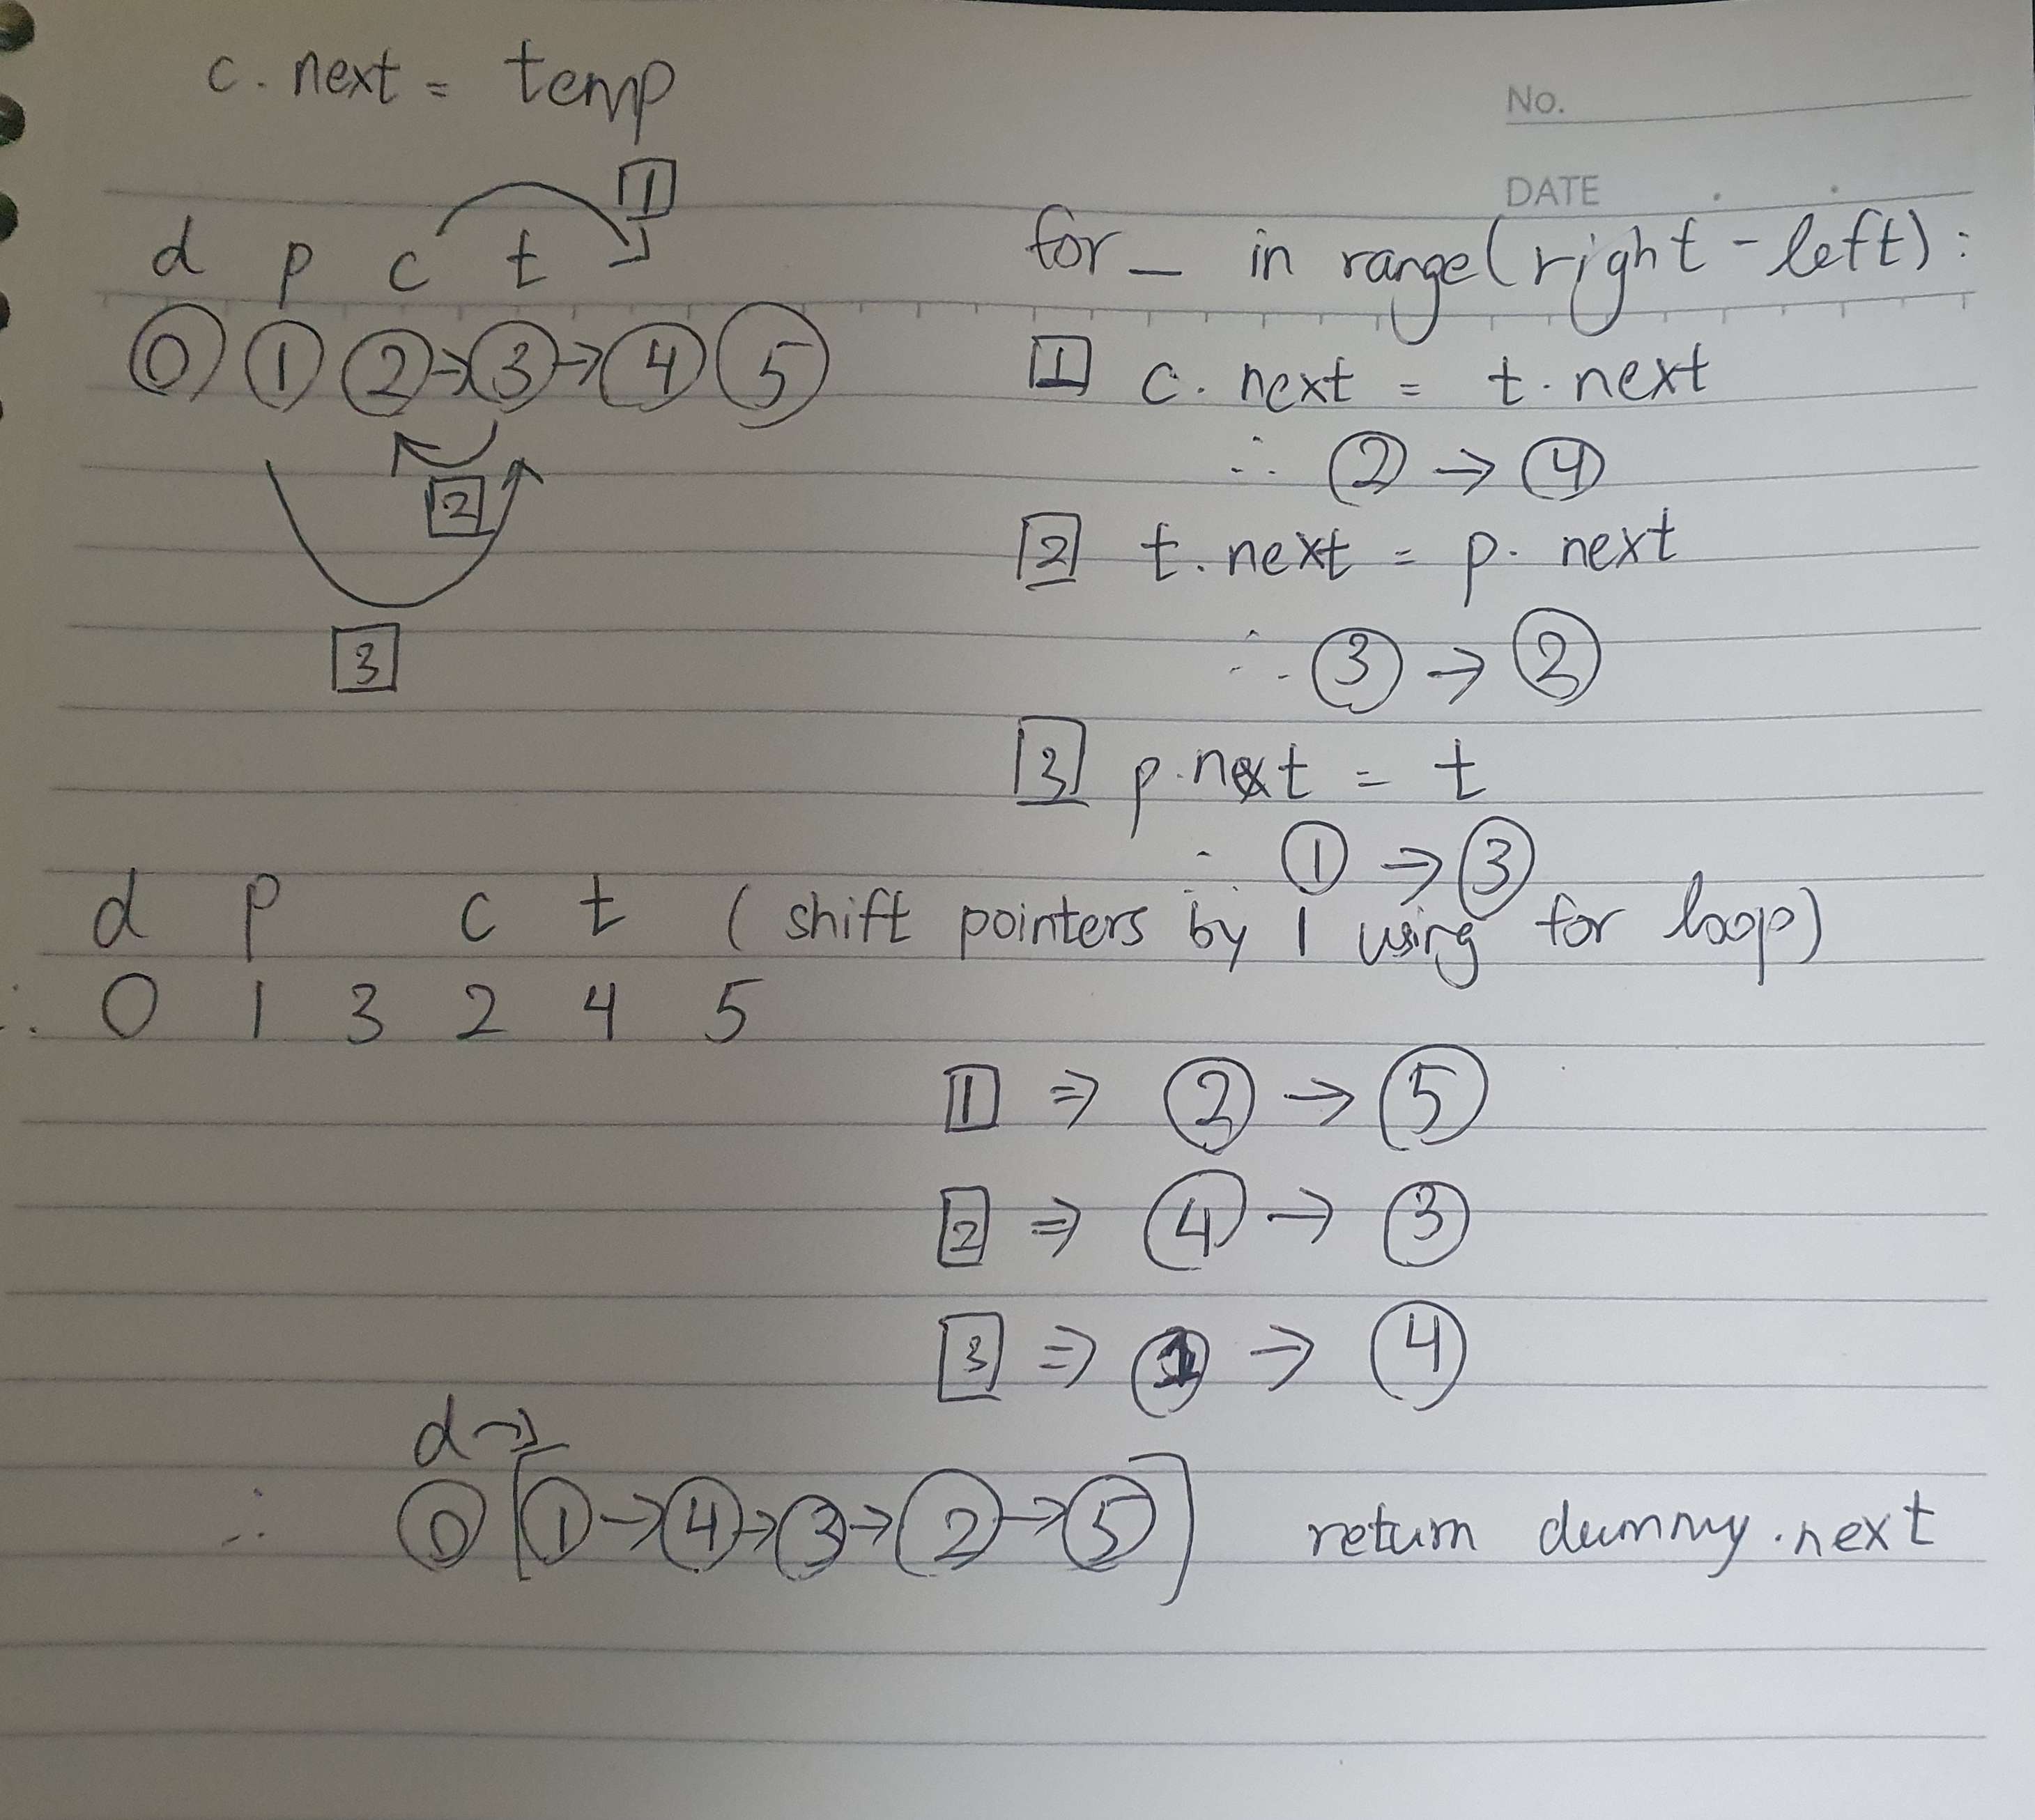 c. next = temp
No.
DATE
1
d p c t
0 1 2 → 3 → 4 5
2
3
for _ in range(right - left):
1 c. next = t. next
∴ 2 → 4
2 t. next = p. next
∴ 3 → 2
3 p. next = t
∴ 1 → 3
d p c t (shift pointers by 1 using for loop)
∴ 0 1 3 2 4 5
1 ⇒ 2 → 5
2 ⇒ 4 → 3
3 ⇒ 1 → 4
d →
∴ 0 [1 → 4 → 3 → 2 → 5] return dummy.next